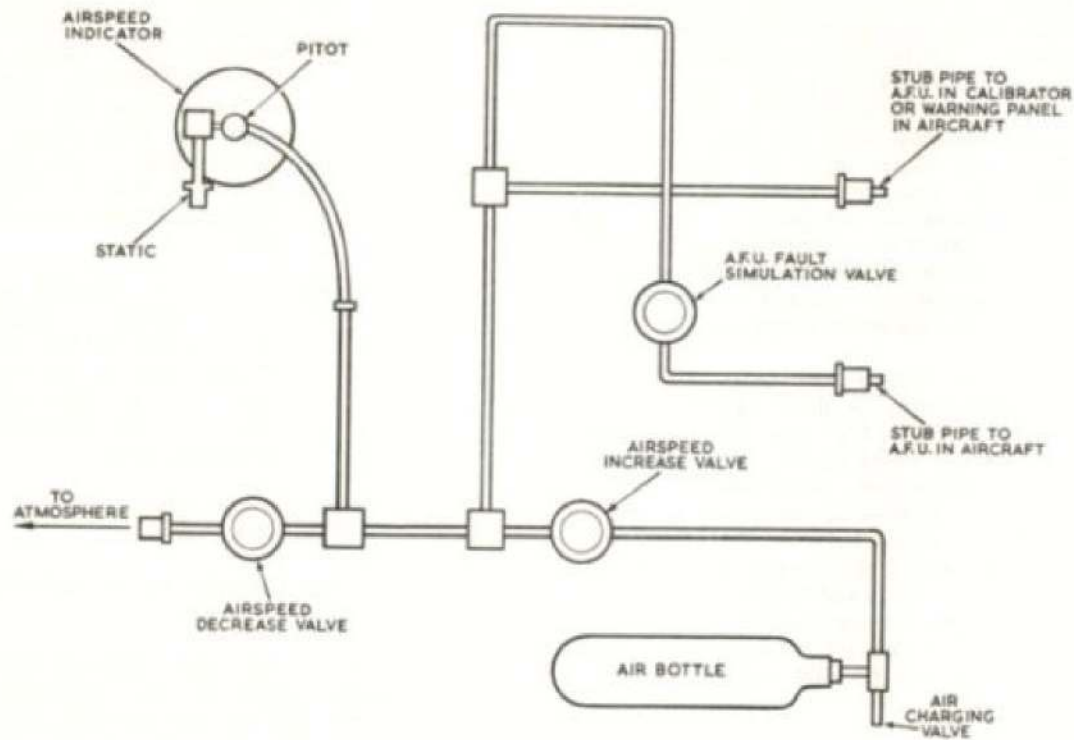 AIRSPEED
INDICATOR
PITOT
STATIC
STUB PIPE TO
A.F.U. IN CALIBRATOR
OR WARNING PANEL
IN AIRCRAFT
A.F.U. FAULT
SIMULATION VALVE
STUB PIPE TO
A.F.U. IN AIRCRAFT
AIRSPEED
INCREASE VALVE
TO
ATMOSPHERE
AIRSPEED
DECREASE VALVE
AIR BOTTLE
AIR
CHARGING
VALVE